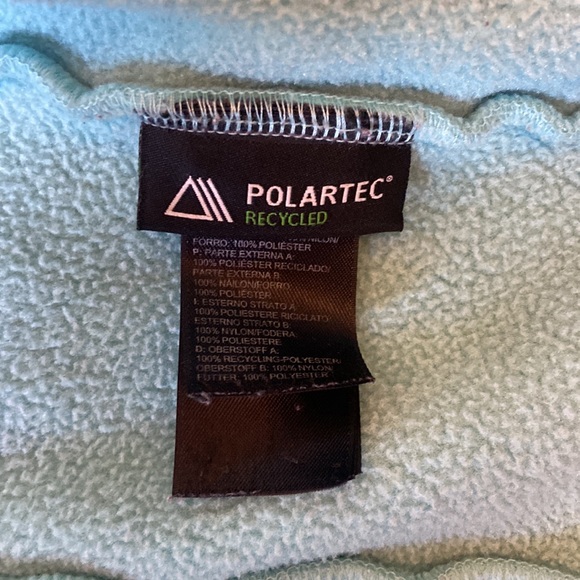 POLARTEC®
RECYCLED
NILON/
FORRO: 100% POLIÉSTER
P: PARTE EXTERNA A:
100% POLIÉSTER RECICLADO/
PARTE EXTERNA B:
100% NÁILON/FORRO:
100% POLIÉSTER
I: ESTERNO STRATO A:
100% POLIESTERE RICICLATO
ESTERNO STRATO B:
100% NYLON/FODERA:
100% POLIESTERE
D: OBERSTOFF A:
100% RECYCLING-POLYESTER/
OBERSTOFF B: 100% NYLON/
FUTTER: 100% POLYESTER